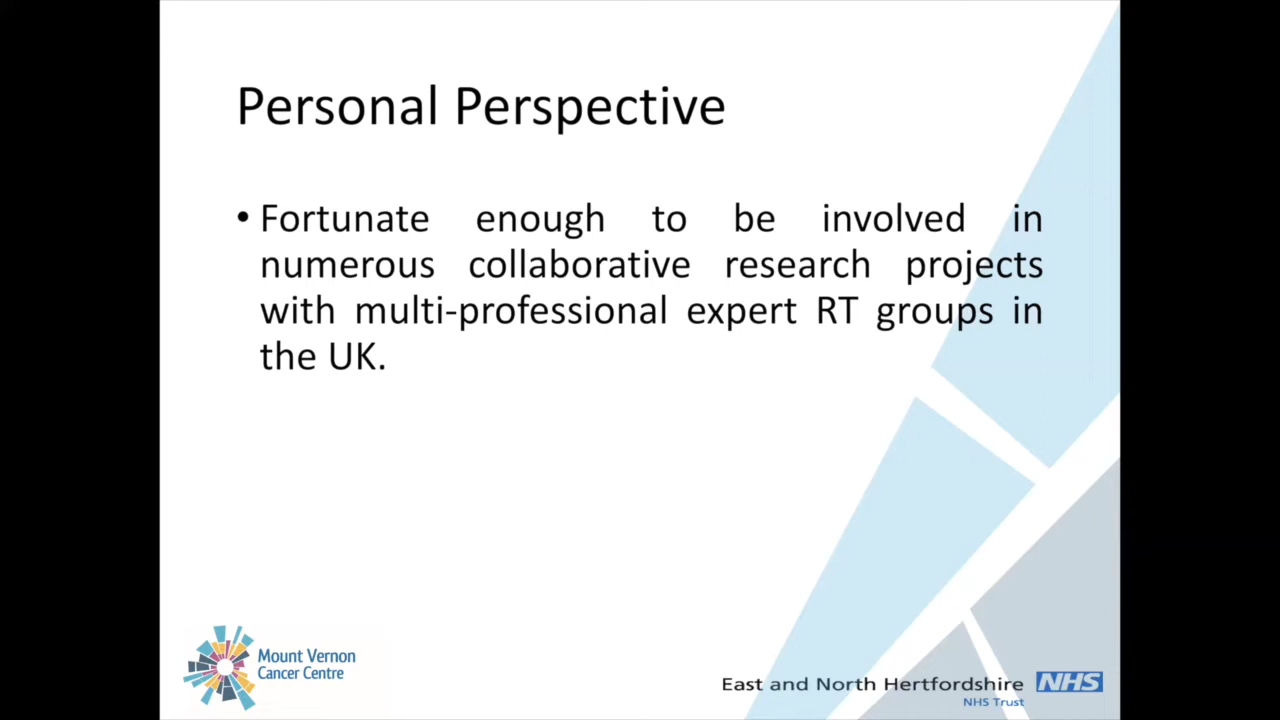 Personal Perspective
• Fortunate enough to be involved in
numerous collaborative research projects
with multi-professional expert RT groups in
the UK.
Mount Vernon
Cancer Centre
East and North Hertfordshire NHS
NHS Trust